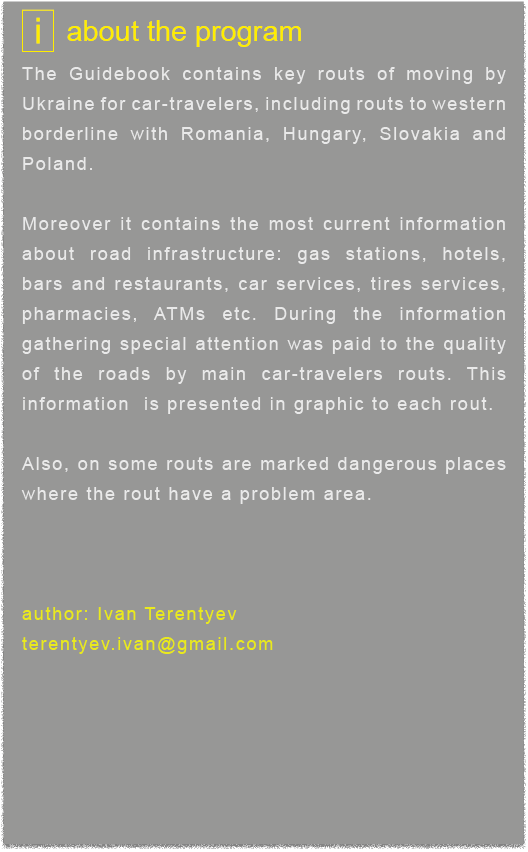 i about the program
The Guidebook contains key routs of moving by
Ukraine for car-travelers, including routs to western
borderline with Romania, Hungary, Slovakia and
Poland.
Moreover it contains the most current information
about road infrastructure: gas stations, hotels,
bars and restaurants, car services, tires services,
pharmacies, ATMs etc. During the information
gathering special attention was paid to the quality
of the roads by main car-travelers routs. This
information is presented in graphic to each rout.
Also, on some routs are marked dangerous places
where the rout have a problem area.
author: Ivan Terentyev
terentyev.ivan@gmail.com